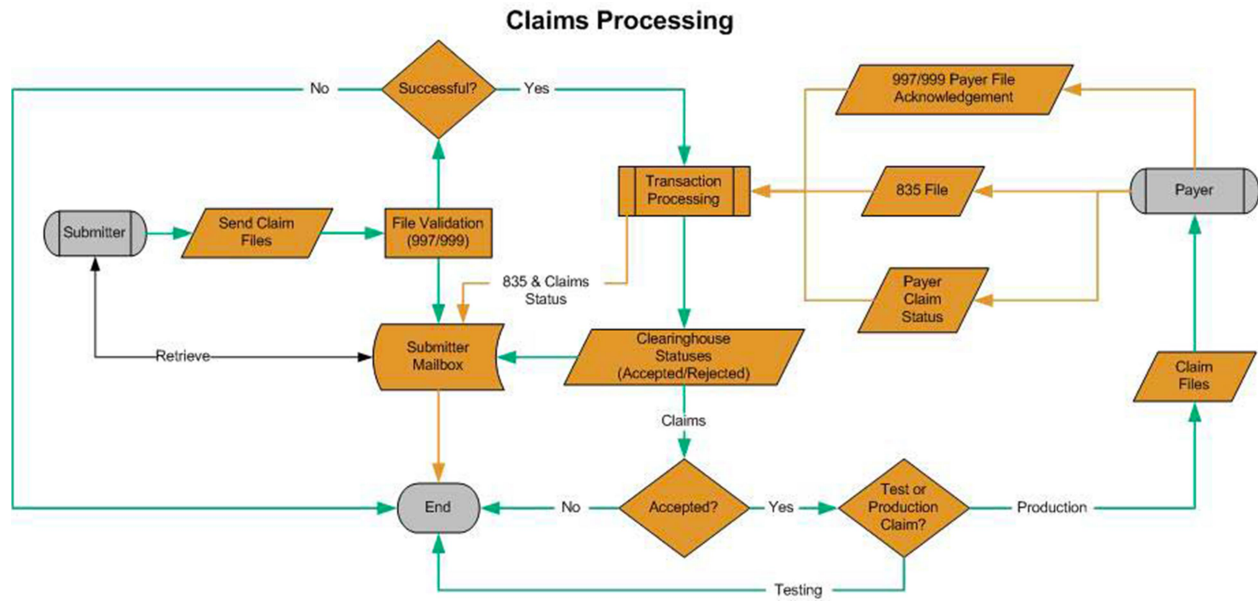 Claims Processing
No
Successful?
Yes
997/999 Payer File
Acknowledgement
Transaction
Processing
835 File
Payer
Submitter
Send Claim
Files
File Validation
(997/999)
835 & Claims
Status
Payer
Claim
Status
Retrieve
Submitter
Mailbox
Clearinghouse
Statuses
(Accepted/Rejected)
Claim
Files
Claims
End
No
Accepted?
Yes
Test or
Production
Claim?
Production
Testing